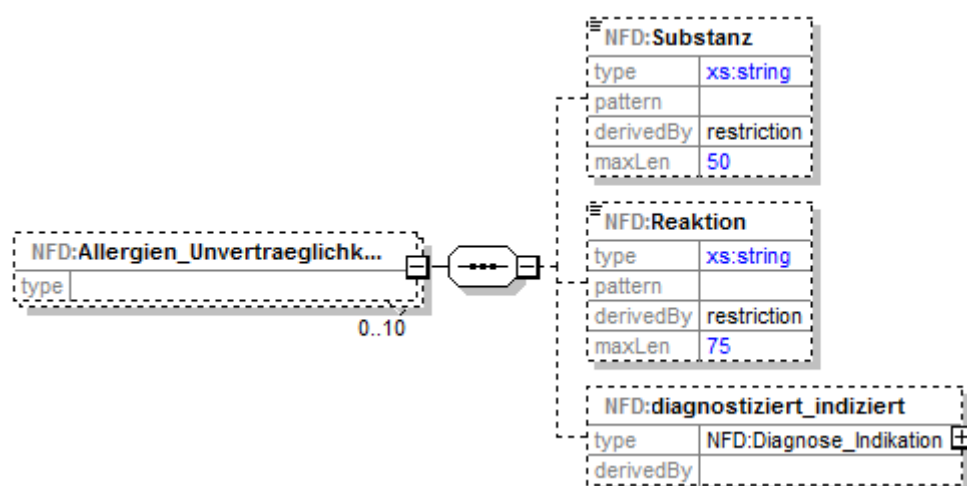 NFD:Substanz
type xs:string
pattern
derivedBy restriction
maxLen 50
NFD:Reaktion
type xs:string
pattern
derivedBy restriction
maxLen 75
NFD:Allergien_Unvertraeglichk...
type
0..10
NFD:diagnostiziert_indiziert
type NFD:Diagnose_Indikation
derivedBy